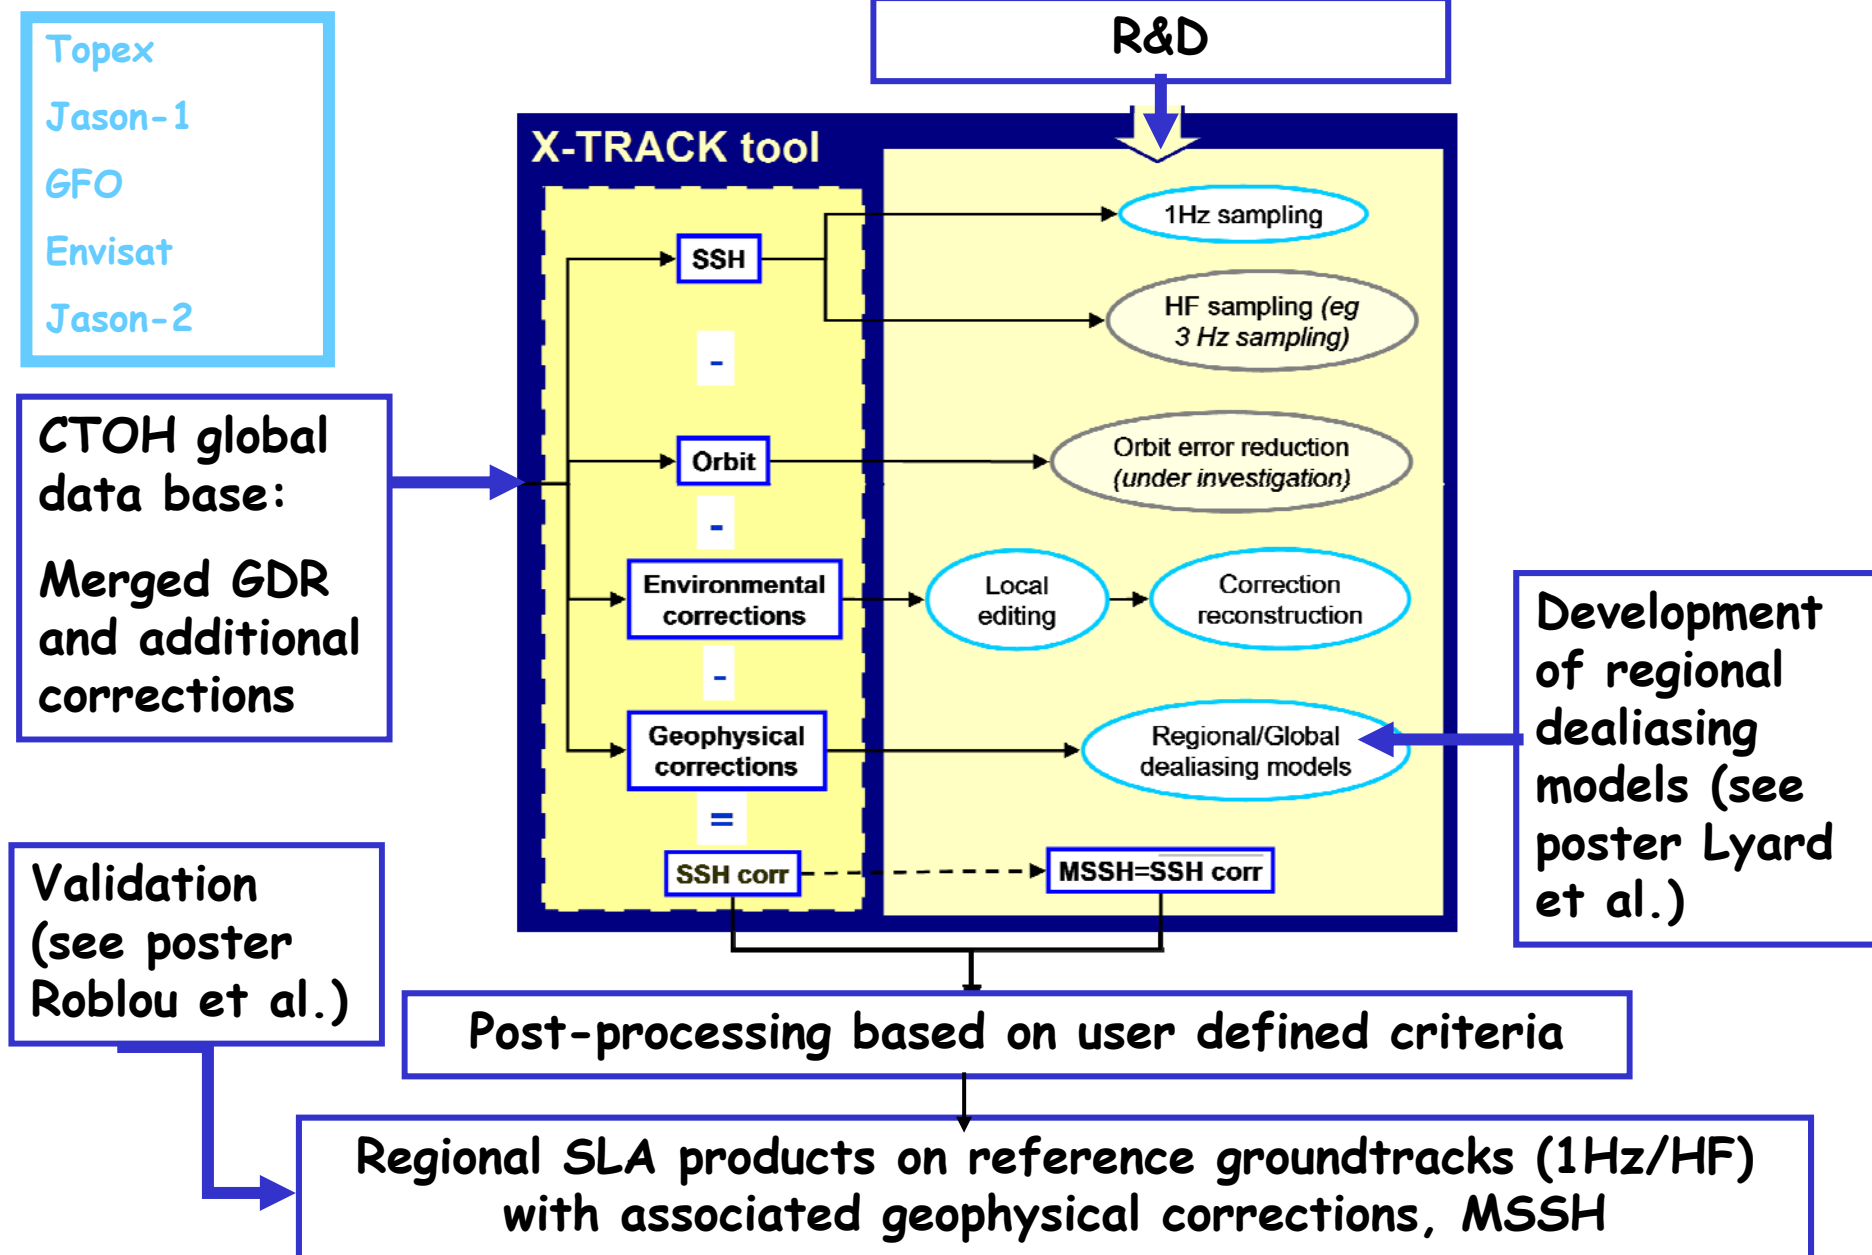 Topex
Jason-1
GFO
Envisat
Jason-2
R&D
X-TRACK tool
SSH
1Hz sampling
HF sampling (eg
3 Hz sampling)
-
CTOH global
data base:
Merged GDR
and additional
corrections
Orbit
Orbit error reduction
(under investigation)
-
Environmental
corrections
Local
editing
Correction
reconstruction
-
Geophysical
corrections
Regional/Global
dealiasing models
Development
of regional
dealiasing
models (see
poster Lyard
et al.)
=
SSH corr
MSSH=SSH corr
Validation
(see poster
Roblou et al.)
Post-processing based on user defined criteria
Regional SLA products on reference groundtracks (1Hz/HF)
with associated geophysical corrections, MSSH